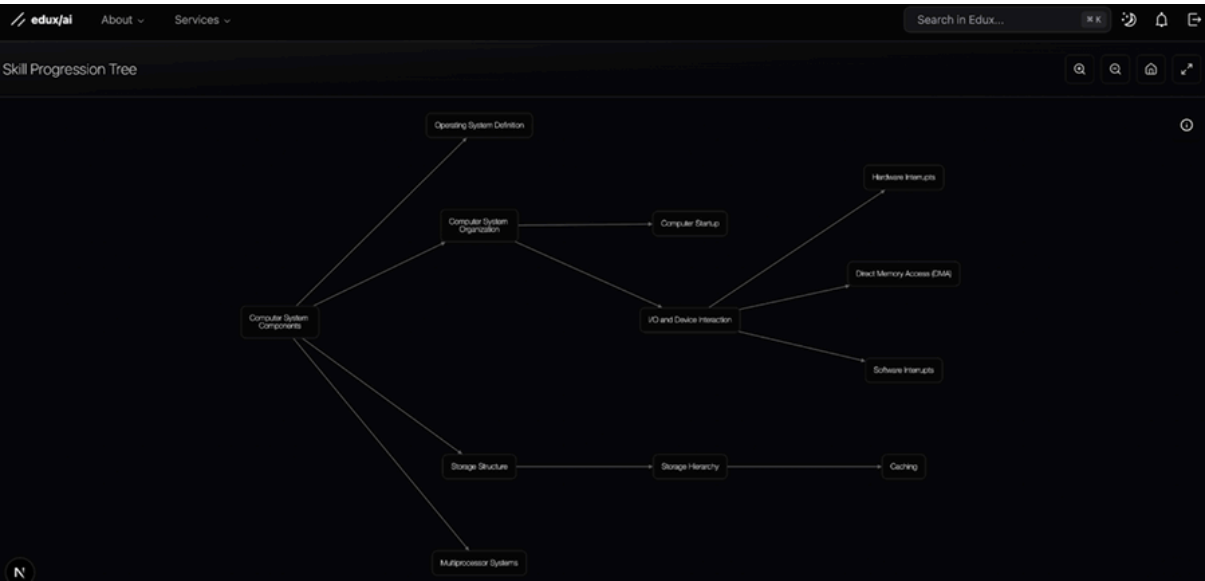 edux/ai
About
Services
Search in Edux...
⌘ K
Skill Progression Tree
Operating System Definition
Hardware Interrupts
Computer System
Organization
Computer Startup
Direct Memory Access (DMA)
I/O and Device Interaction
Computer System
Components
Software Interrupts
Storage Structure
Storage Hierarchy
Caching
Multiprocessor Systems
N